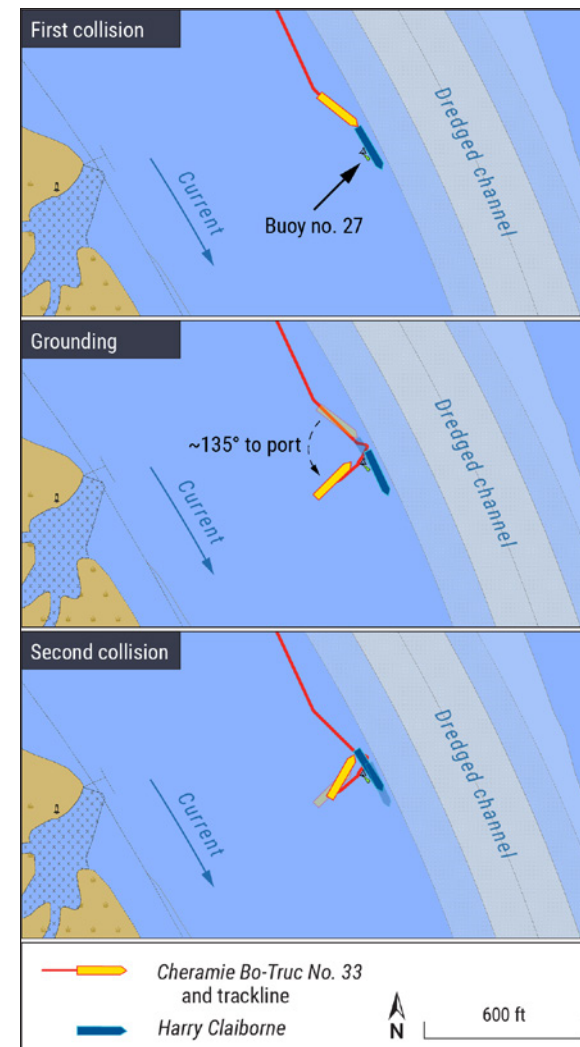 First collision
Current
Dredged channel
Buoy no. 27
Grounding
~135° to port
Current
Dredged channel
Second collision
Current
Dredged channel
Cheramie Bo-Truc No. 33
and trackline
Harry Claiborne
N
600 ft